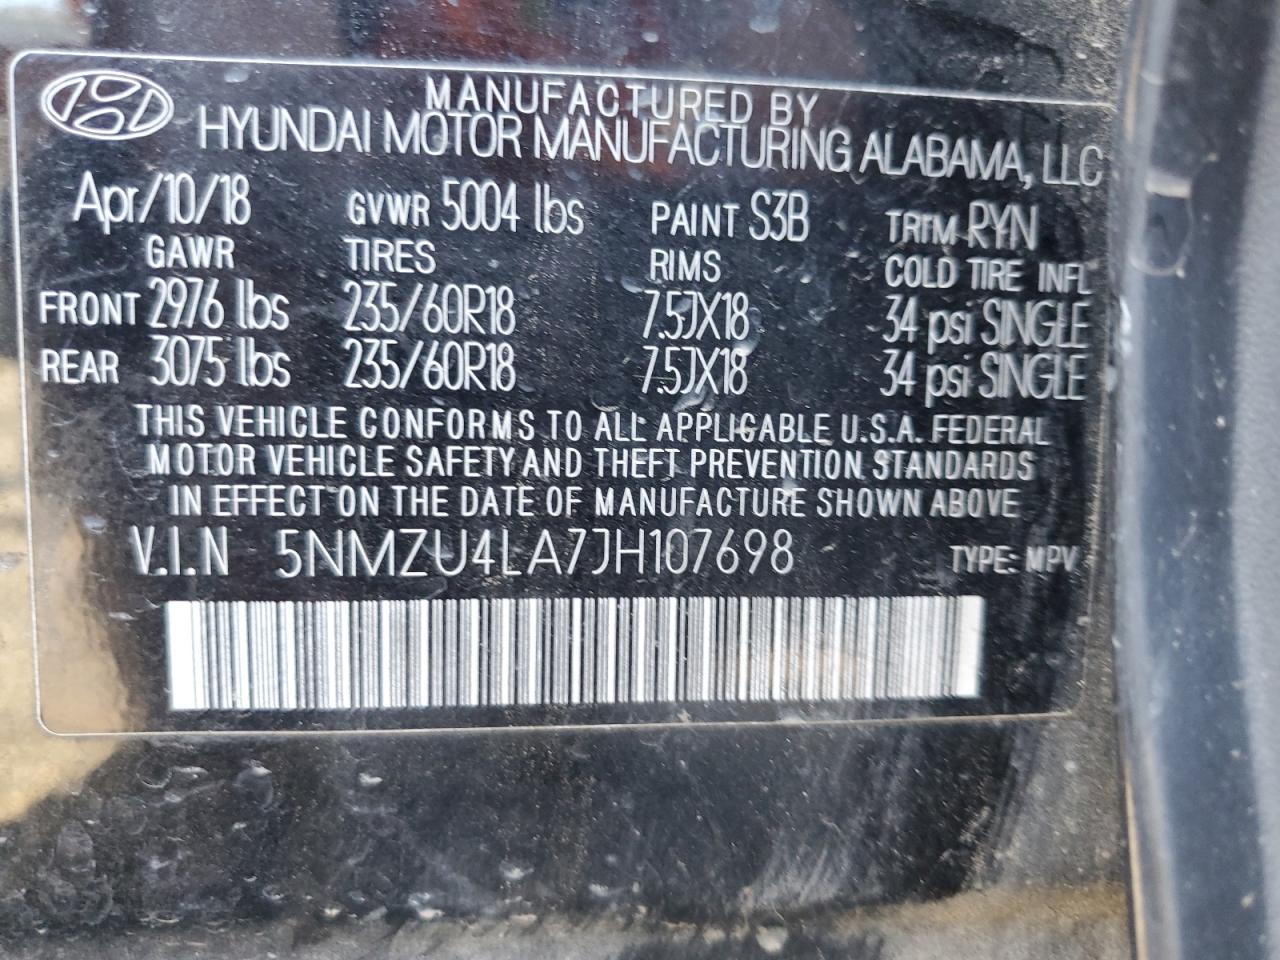 MANUFACTURED BY
HYUNDAI MOTOR MANUFACTURING ALABAMA, LLC
Apr/10/18 GVWR 5004 lbs PAINT S3B TRIM RYN
GAWR TIRES RIMS COLD TIRE INFL
FRONT 2976 lbs 235/60R18 7.5JX18 34 psi SINGLE
REAR 3075 lbs 235/60R18 7.5JX18 34 psi SINGLE
THIS VEHICLE CONFORMS TO ALL APPLICABLE U.S.A. FEDERAL
MOTOR VEHICLE SAFETY AND THEFT PREVENTION STANDARDS
IN EFFECT ON THE DATE OF MANUFACTURE SHOWN ABOVE
V.I.N 5NMZU4LA7JH107698 TYPE: MPV